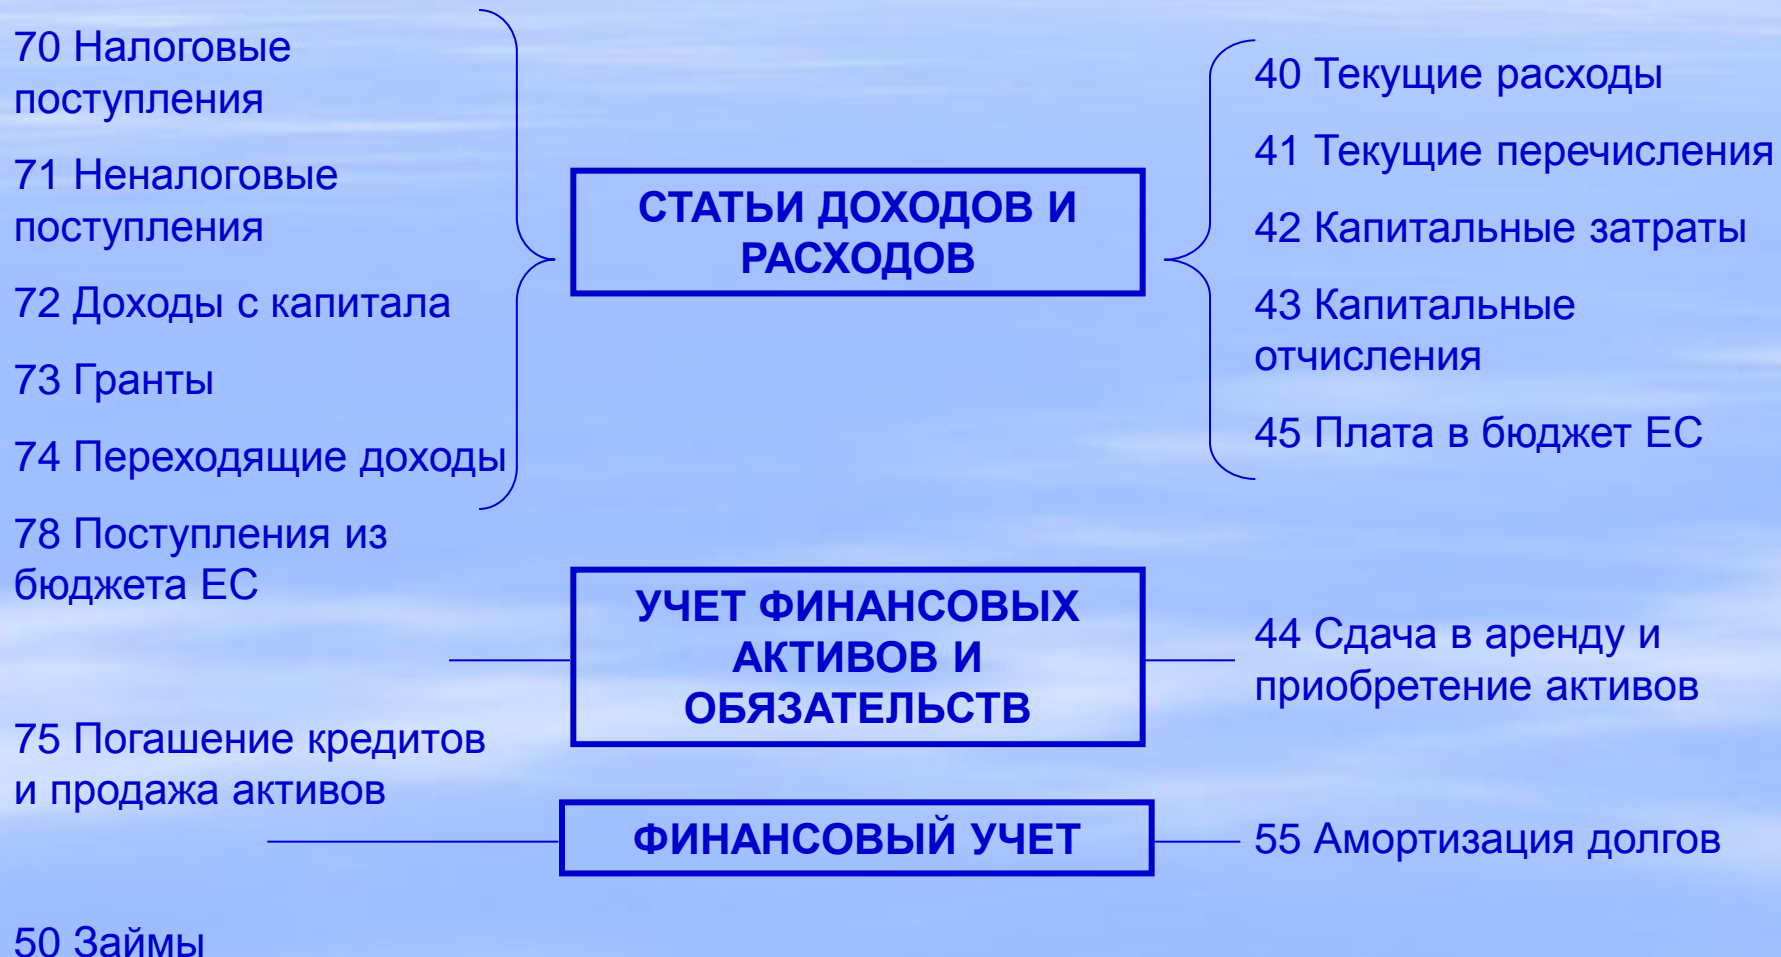 70 Налоговые
поступления
71 Неналоговые
поступления
72 Доходы с капитала
73 Гранты
74 Переходящие доходы
78 Поступления из
бюджета ЕС
75 Погашение кредитов
и продажа активов
50 Займы
СТАТЬИ ДОХОДОВ И
РАСХОДОВ
УЧЕТ ФИНАНСОВЫХ
АКТИВОВ И
ОБЯЗАТЕЛЬСТВ
ФИНАНСОВЫЙ УЧЕТ
40 Текущие расходы
41 Текущие перечисления
42 Капитальные затраты
43 Капитальные
отчисления
45 Плата в бюджет ЕС
44 Сдача в аренду и
приобретение активов
55 Амортизация долгов